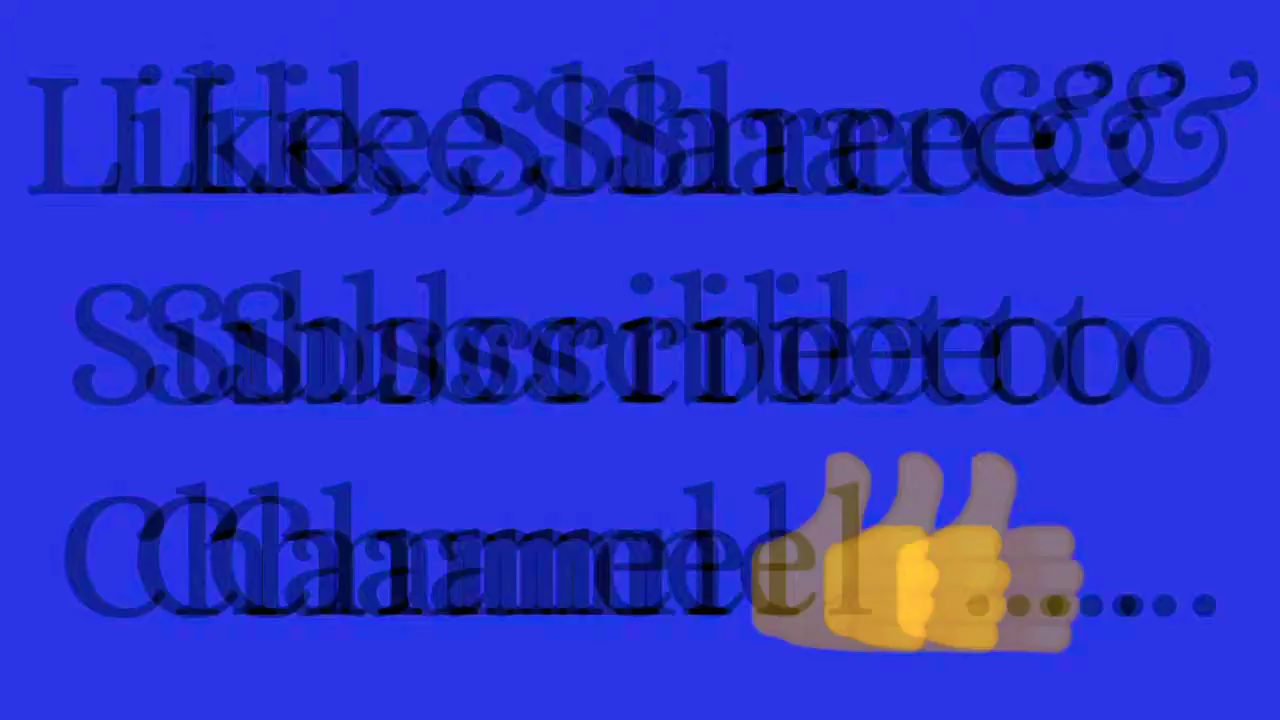 Like, Share &
Subscribe to
Channel 👍.....